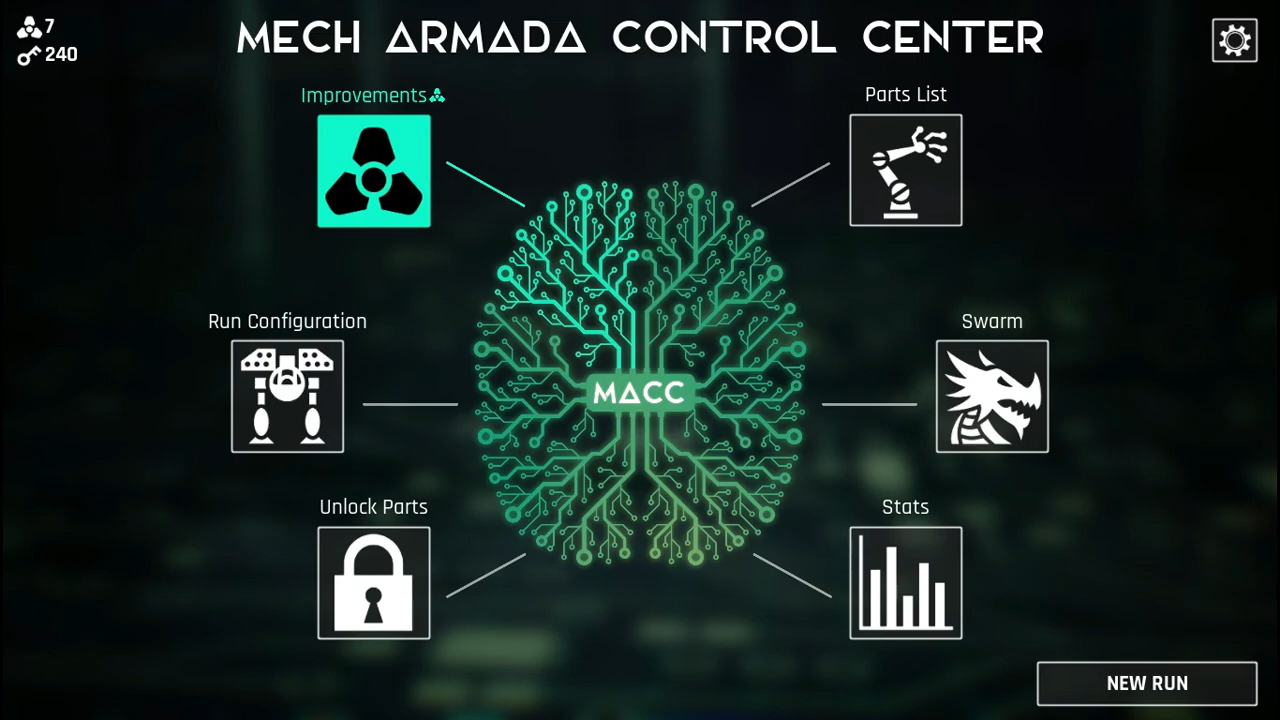 7
240
MECH ARMADA CONTROL CENTER
Improvements
Parts List
Run Configuration
Swarm
MACC
Unlock Parts
Stats
NEW RUN